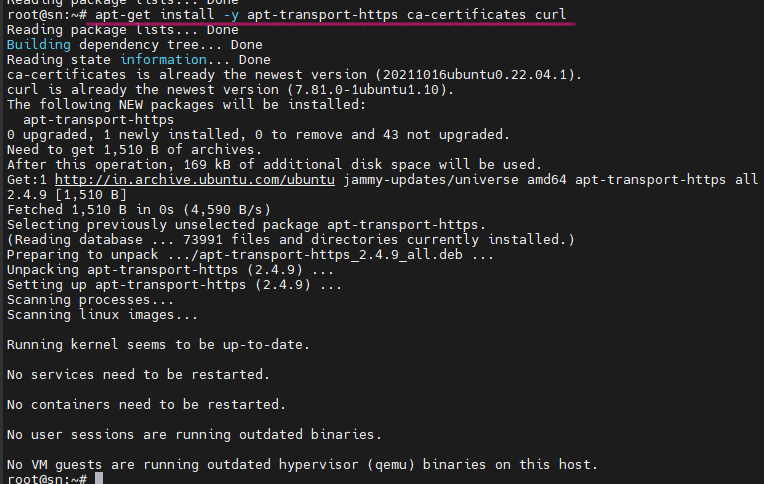 Reading package lists... Done
root@sn:~# apt-get install -y apt-transport-https ca-certificates curl
Reading package lists... Done
Building dependency tree... Done
Reading state information... Done
ca-certificates is already the newest version (20211016ubuntu0.22.04.1).
curl is already the newest version (7.81.0-1ubuntu1.10).
The following NEW packages will be installed:
  apt-transport-https
0 upgraded, 1 newly installed, 0 to remove and 43 not upgraded.
Need to get 1,510 B of archives.
After this operation, 169 kB of additional disk space will be used.
Get:1 http://in.archive.ubuntu.com/ubuntu jammy-updates/universe amd64 apt-transport-https all
2.4.9 [1,510 B]
Fetched 1,510 B in 0s (4,590 B/s)
Selecting previously unselected package apt-transport-https.
(Reading database ... 73991 files and directories currently installed.)
Preparing to unpack .../apt-transport-https_2.4.9_all.deb ...
Unpacking apt-transport-https (2.4.9) ...
Setting up apt-transport-https (2.4.9) ...
Scanning processes...
Scanning linux images...
Running kernel seems to be up-to-date.
No services need to be restarted.
No containers need to be restarted.
No user sessions are running outdated binaries.
No VM guests are running outdated hypervisor (qemu) binaries on this host.
root@sn:~#